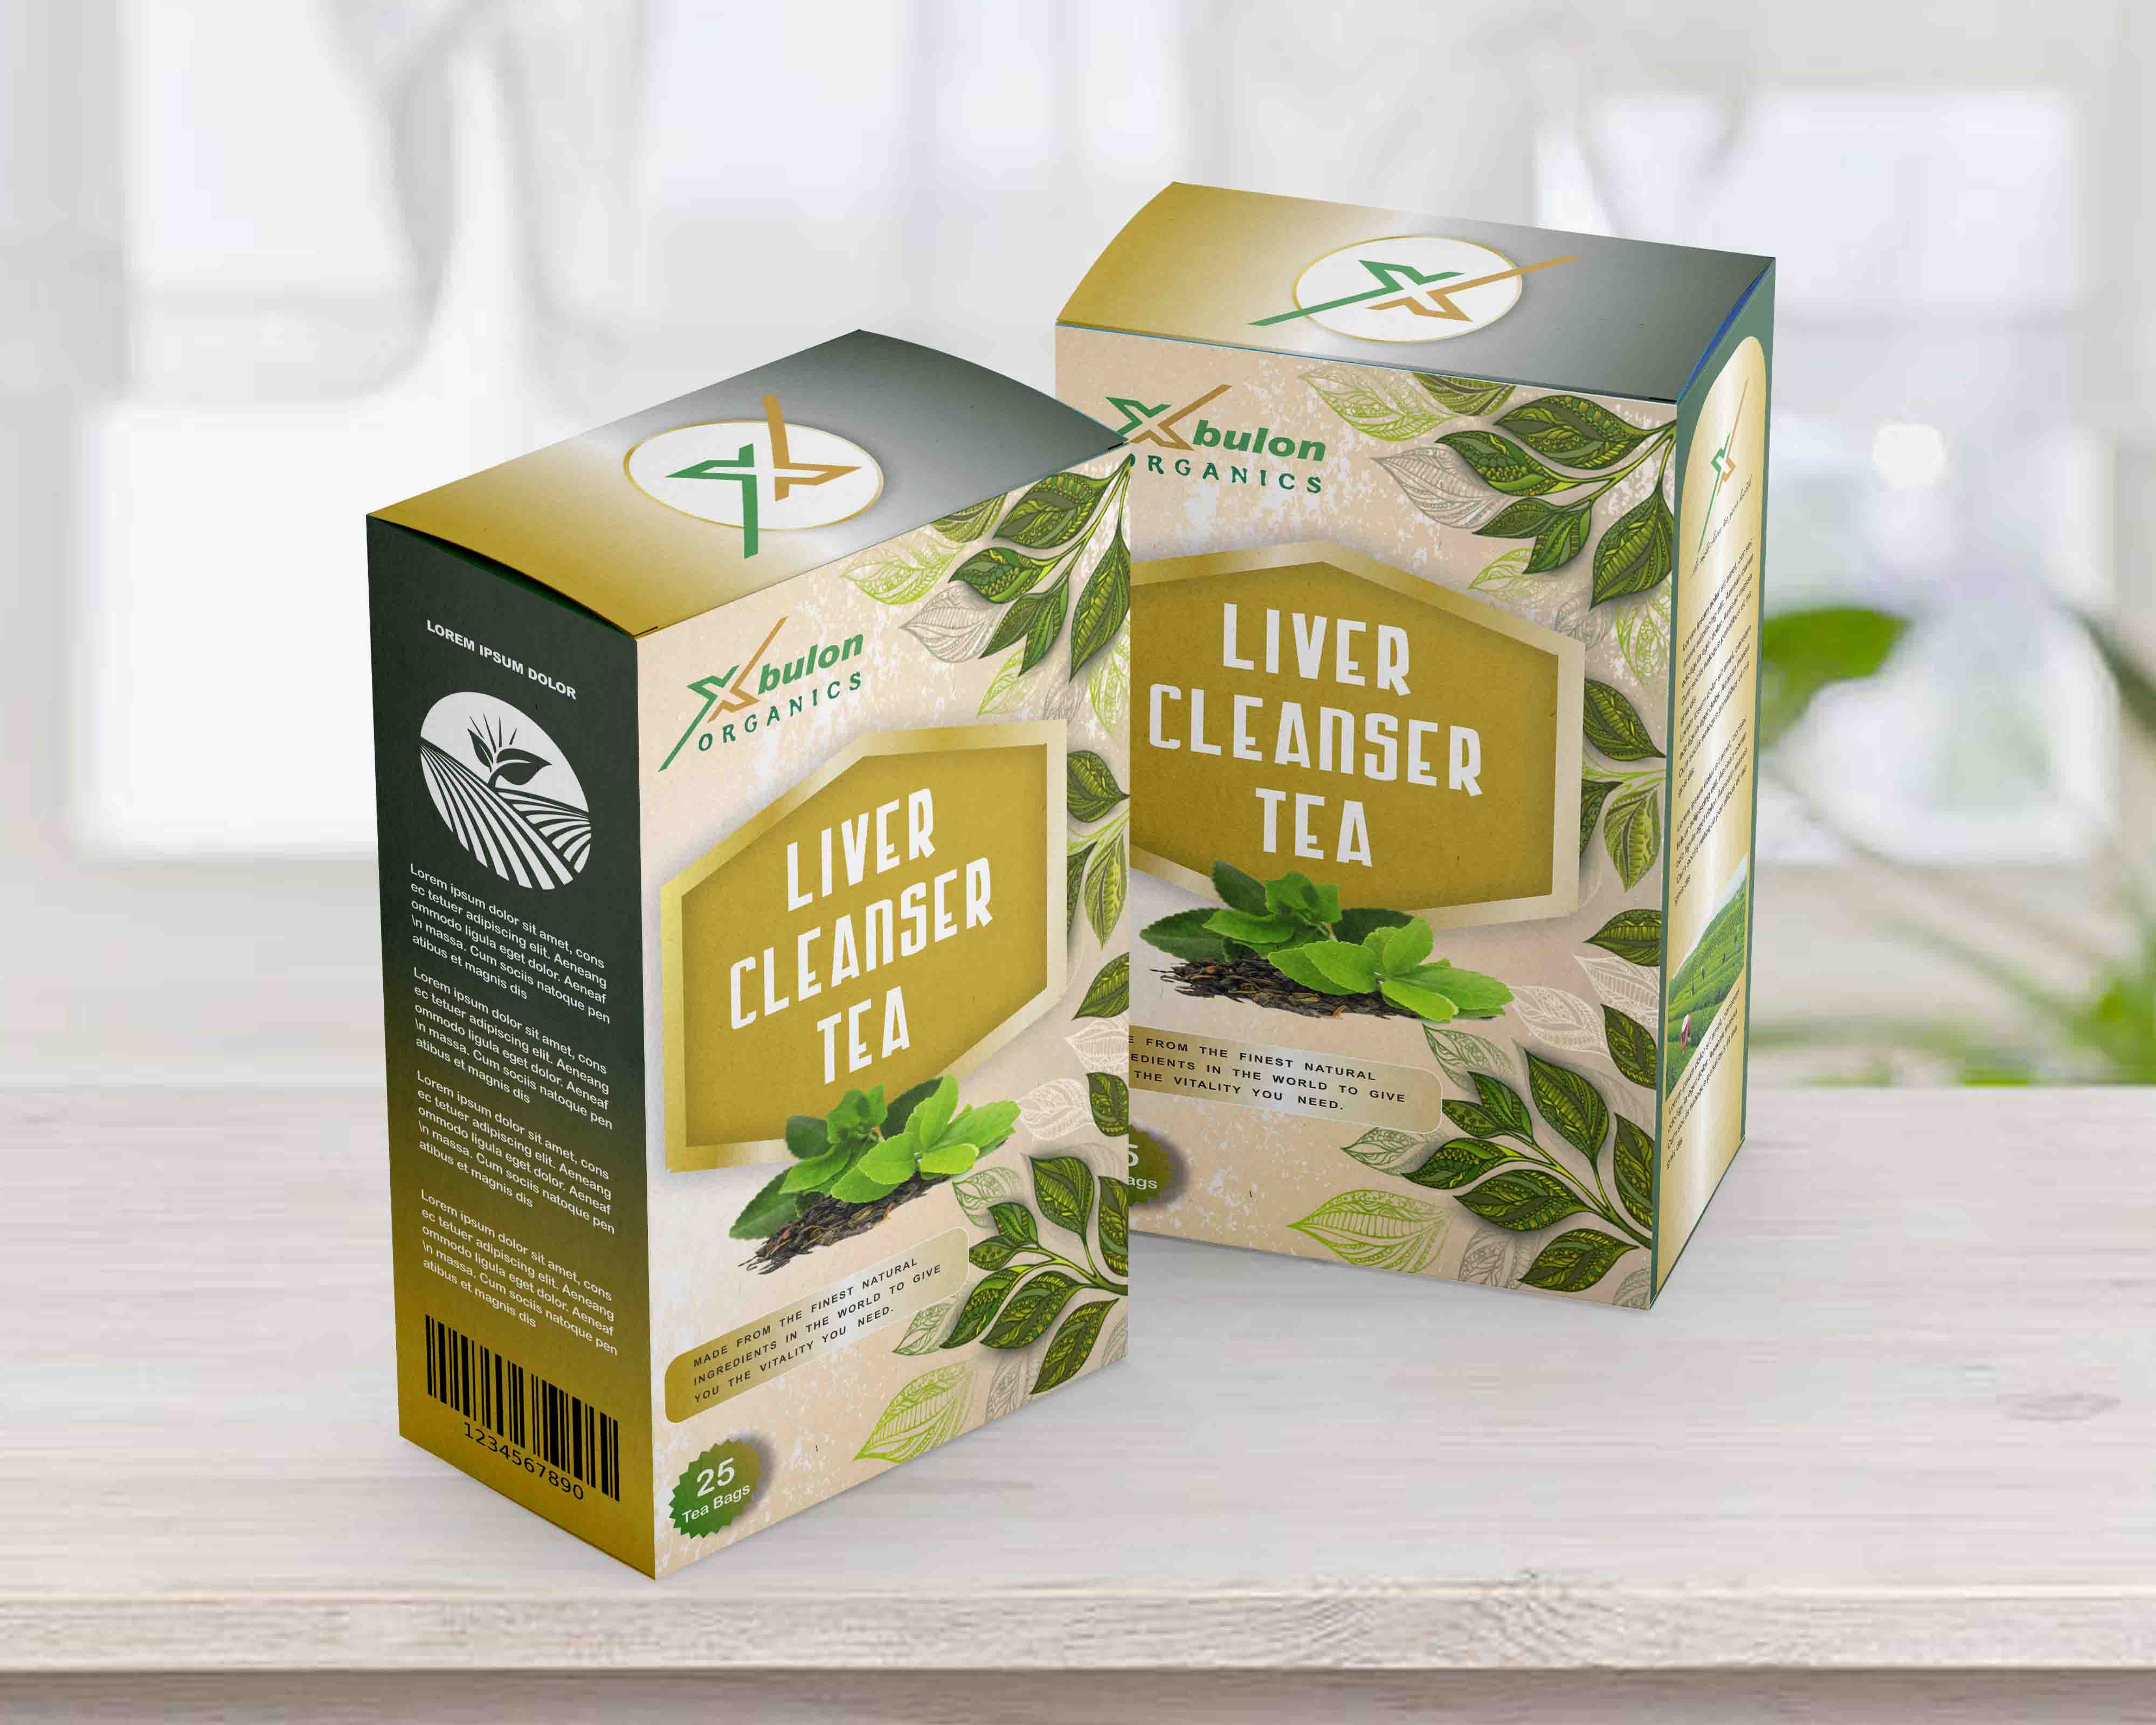 LOREM IPSUM DOLOR
Lorem ipsum dolor sit amet, cons
ec tetuer adipiscing elit. Aeneang
ommodo ligula eget dolor. Aeneaf
\n massa. Cum sociis natoque pen
atibus et magnis dis
Lorem ipsum dolor sit amet, cons
ec tetuer adipiscing elit. Aeneang
ommodo ligula eget dolor. Aeneaf
\n massa. Cum sociis natoque pen
atibus et magnis dis
Lorem ipsum dolor sit amet, cons
ec tetuer adipiscing elit. Aeneang
ommodo ligula eget dolor. Aeneaf
\n massa. Cum sociis natoque pen
atibus et magnis dis
Lorem ipsum dolor sit amet, cons
ec tetuer adipiscing elit. Aeneang
ommodo ligula eget dolor. Aeneaf
\n massa. Cum sociis natoque pen
atibus et magnis dis
1234567890
Xbulon
ORGANICS
LIVER
CLEANSER
TEA
MADE FROM THE FINEST NATURAL
INGREDIENTS IN THE WORLD TO GIVE
YOU THE VITALITY YOU NEED.
25
Tea Bags
Xbulon
RGANICS
LIVER
CLEANSER
TEA
FROM THE FINEST NATURAL
EDIENTS IN THE WORLD TO GIVE
THE VITALITY YOU NEED.
5
ags